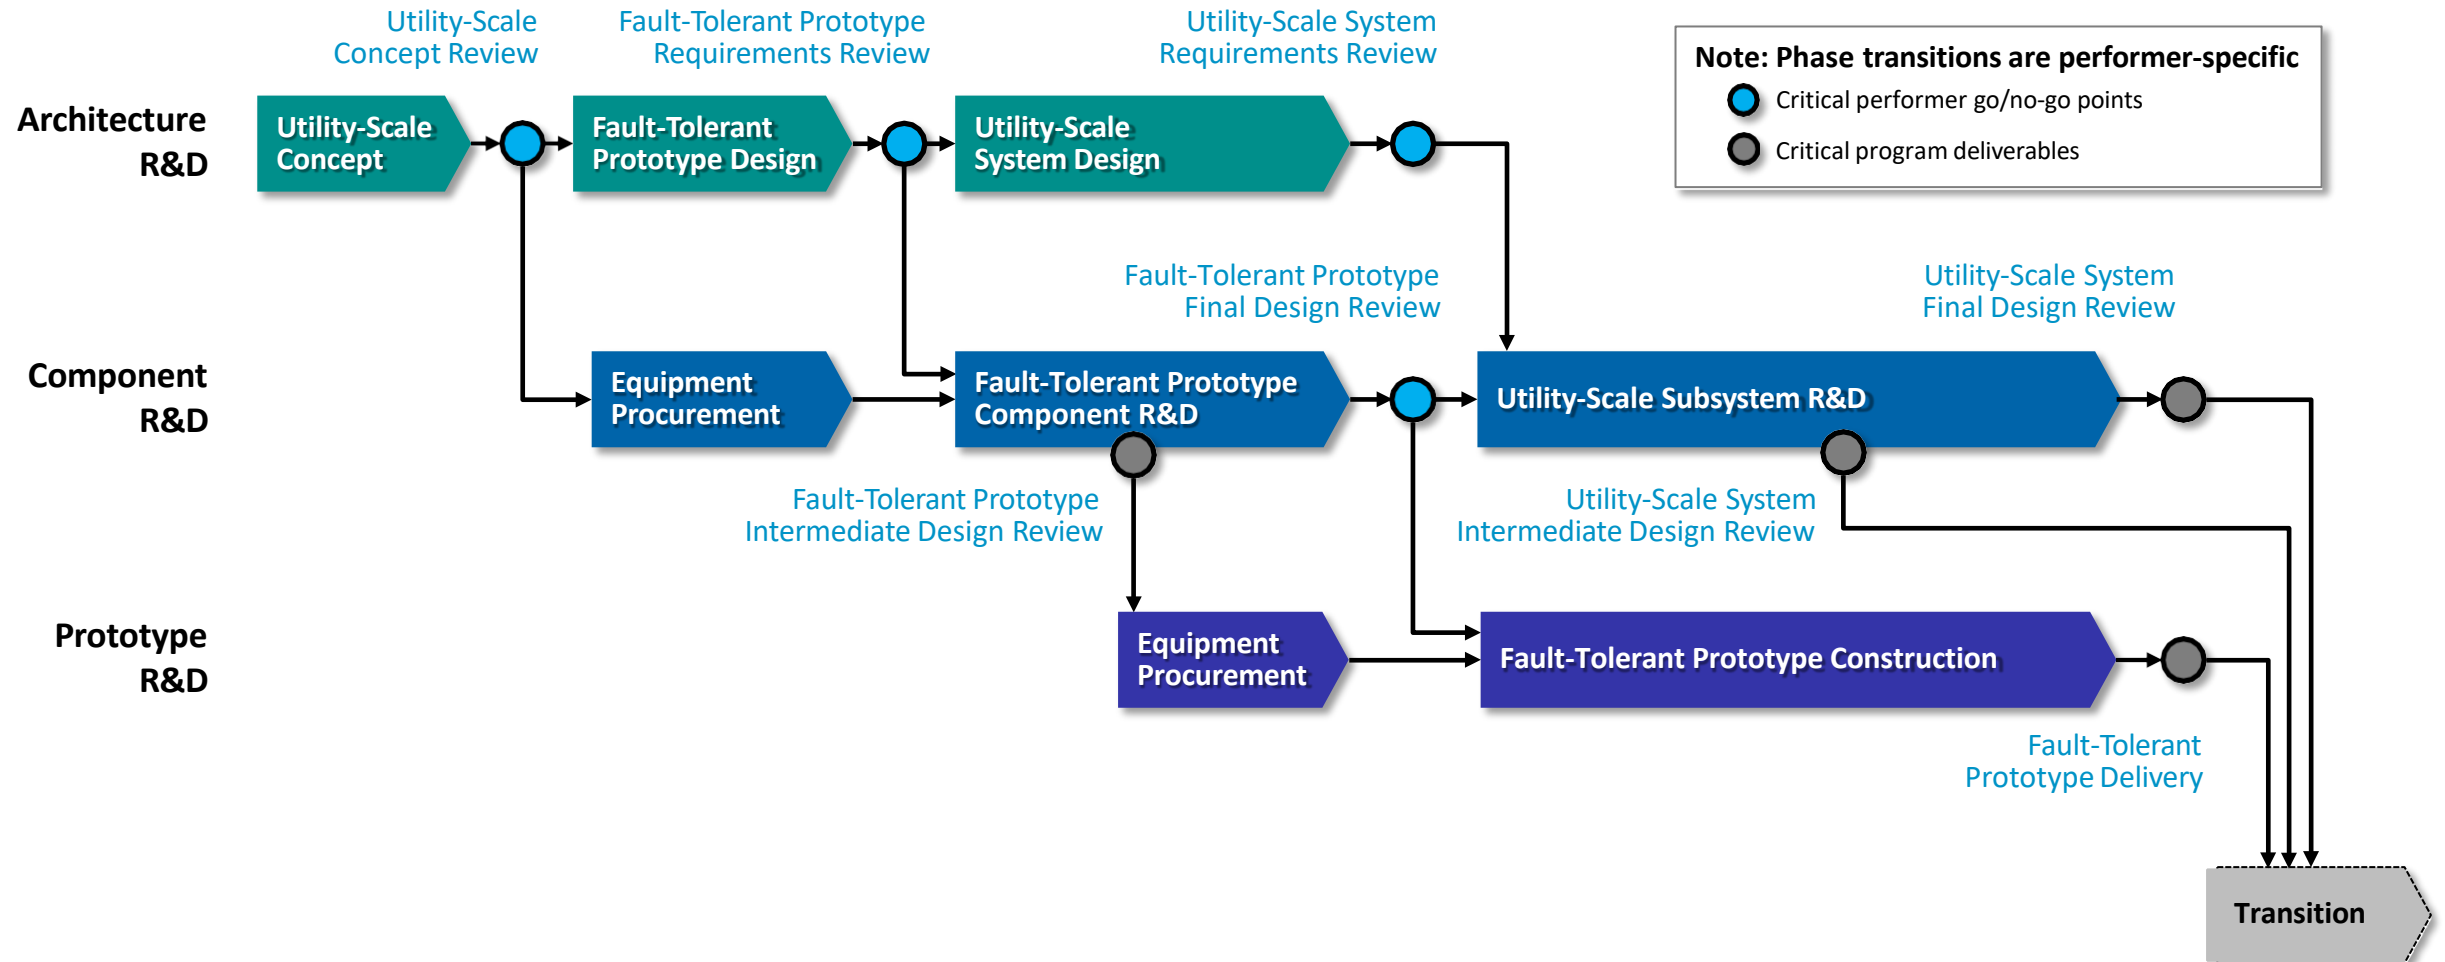 Utility-Scale
Concept Review
Fault-Tolerant Prototype
Requirements Review
Utility-Scale System
Requirements Review
Note: Phase transitions are performer-specific
Critical performer go/no-go points
Critical program deliverables
Architecture
R&D
Utility-Scale
Concept
Fault-Tolerant
Prototype Design
Utility-Scale
System Design
Fault-Tolerant Prototype
Final Design Review
Utility-Scale System
Final Design Review
Component
R&D
Equipment
Procurement
Fault-Tolerant Prototype
Component R&D
Utility-Scale Subsystem R&D
Fault-Tolerant Prototype
Intermediate Design Review
Utility-Scale System
Intermediate Design Review
Prototype
R&D
Equipment
Procurement
Fault-Tolerant Prototype Construction
Fault-Tolerant
Prototype Delivery
Transition